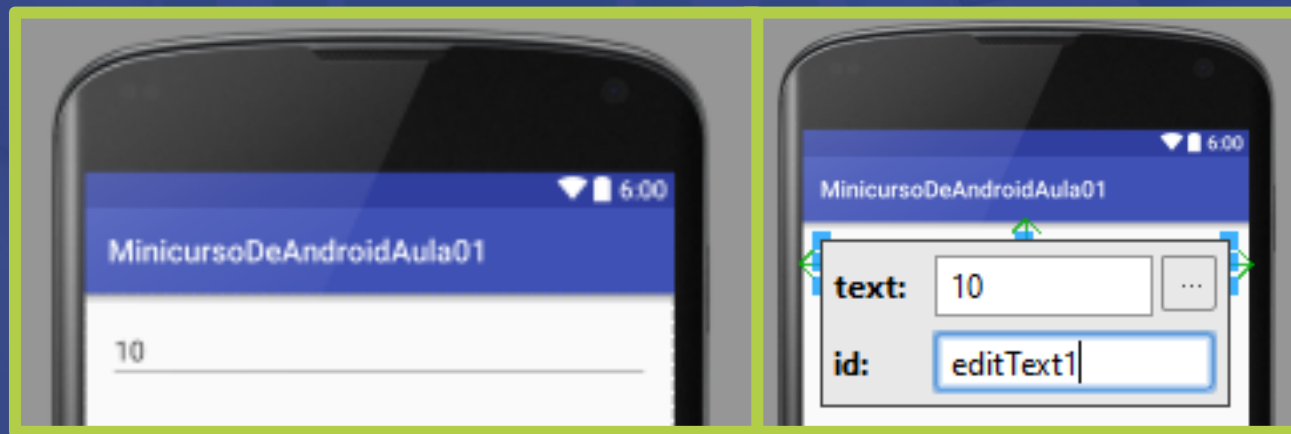 6:00
MinicursoDeAndroidAula01
10
6:00
MinicursoDeAndroidAula01
text: 10 ...
id: editText1